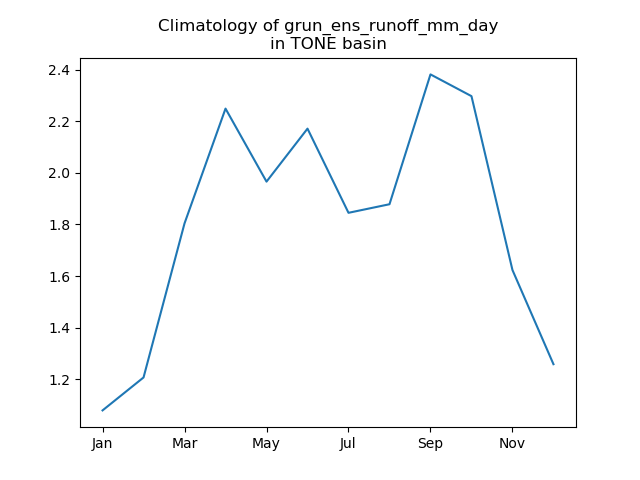 Climatology of grun_ens_runoff_mm_day
in TONE basin
2.4
2.2
2.0
1.8
1.6
1.4
1.2
Jan Mar May Jul Sep Nov